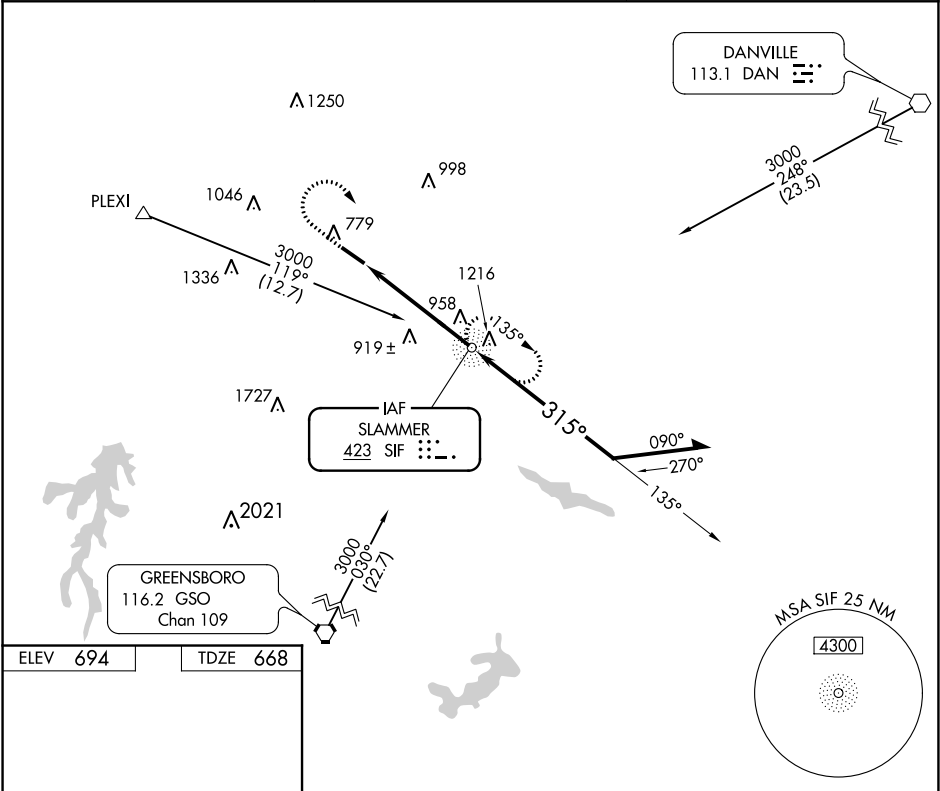 DANVILLE
113.1 DAN
3000
248°
(23.5)
1250
998
1046
PLEXI
779
3000
119°
(12.7)
1336
1216
958
135°
919 ±
1727
IAF
SLAMMER
423 SIF
315°
090°
270°
135°
2021
3000
030°
(22.7)
GREENSBORO
116.2 GSO
Chan 109
MSA SIF 25 NM
4300
ELEV 694
TDZE 668